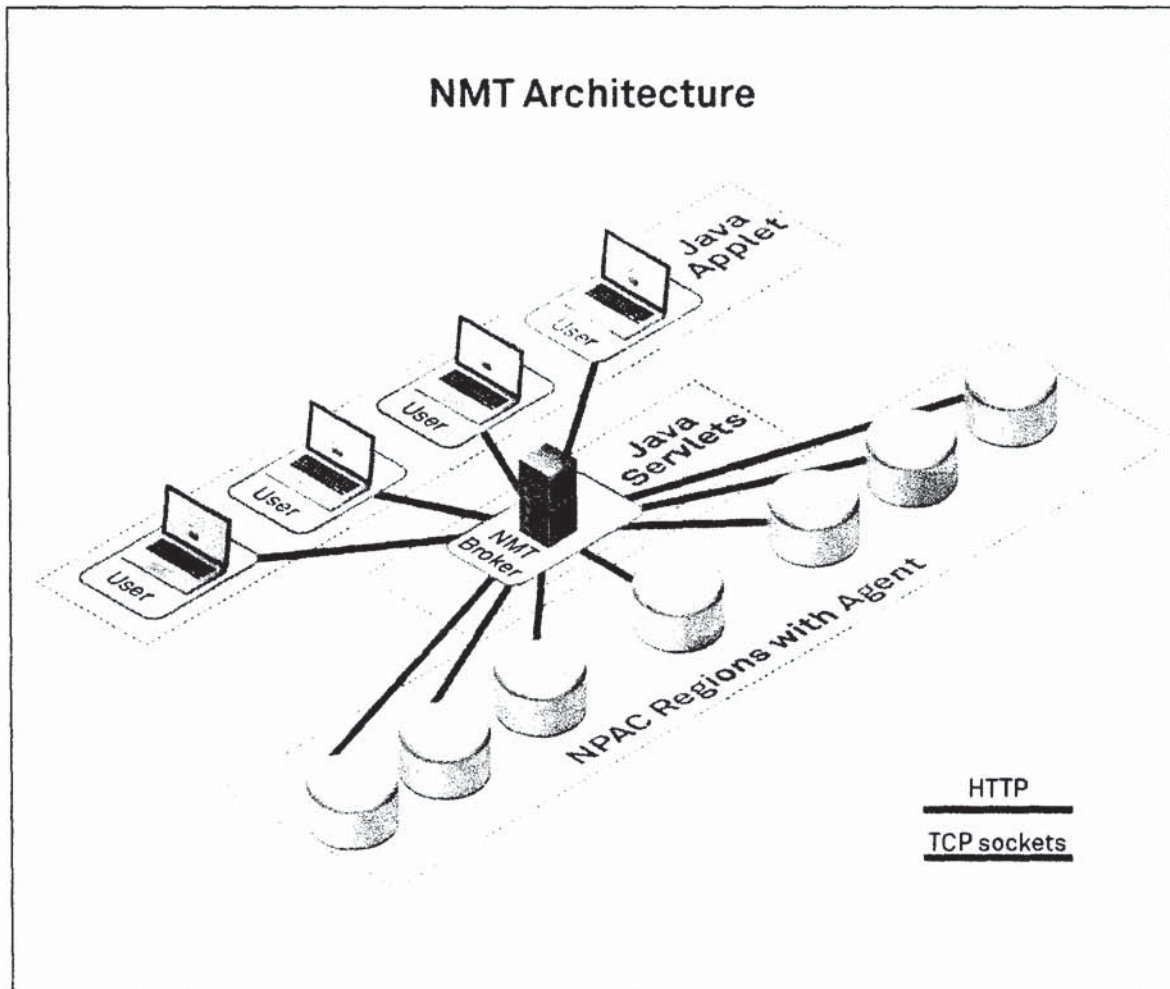 NMT Architecture
Java
Applet
User
User
User
User
Java
Servlets
NMT
Broker
NPAC Regions with Agent
HTTP
TCP sockets